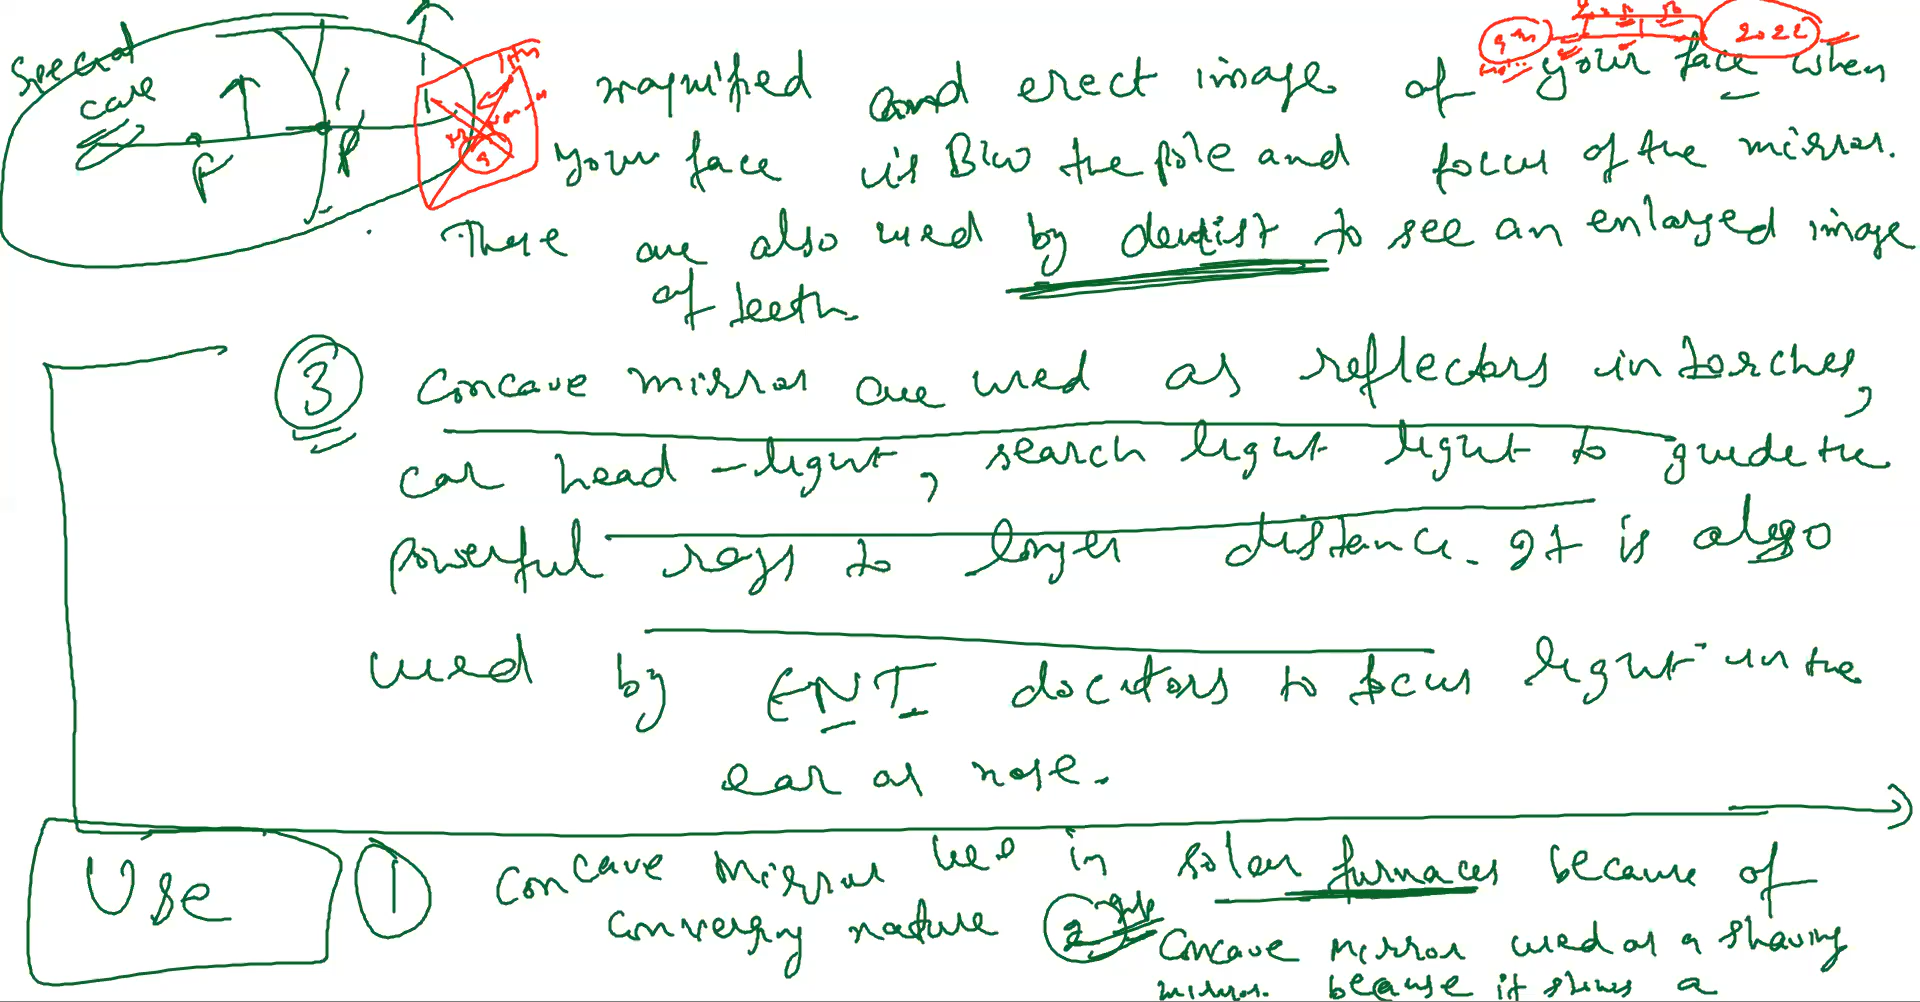 Special
case
F
P
9th
2022
magnified and erect image of your face when
your face is B/w the pole and focus of the mirror.
These are also used by dentist to see an enlarged image
of teeth.
3 Concave mirror are used as reflectors in torches,
car head-light, search light light to guide the
powerful rays to longer distance. It is also
used by ENT doctors to focus light in the
ear as nose.
Use
1 Concave Mirror used in solar furnaces because of
converging nature
2
Concave mirror used as a shaving
mirror. because it shows a